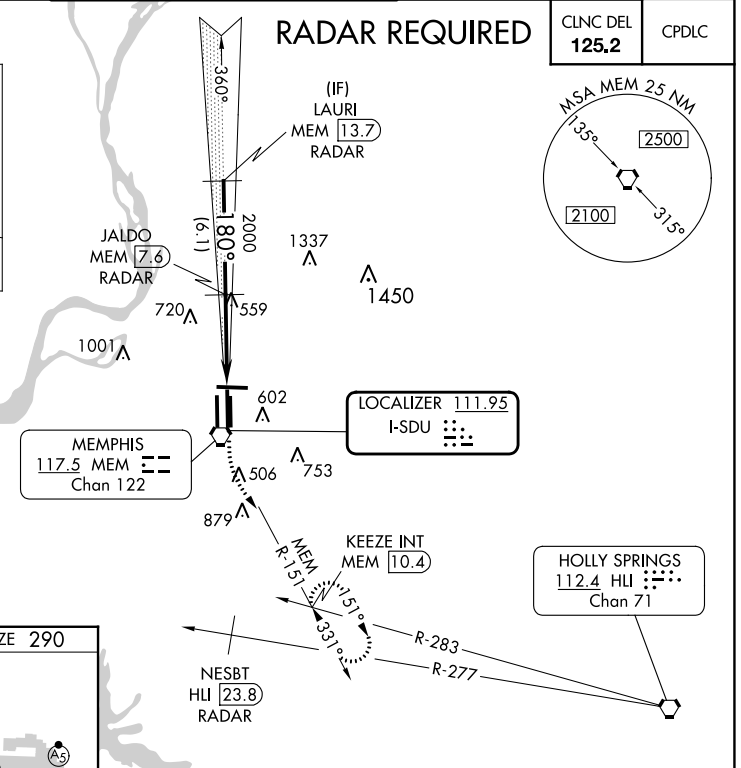 RADAR REQUIRED
CLNC DEL
125.2
CPDLC
360°
(IF)
LAURI
MEM 13.7
RADAR
MSA MEM 25 NM
135°
2500
2100
315°
2000
180°
(6.1)
JALDO
MEM 7.6
RADAR
1337
1450
720
559
1001
602
LOCALIZER 111.95
I-SDU
MEMPHIS
117.5 MEM
Chan 122
506
753
879
MEM
R-151
KEEZE INT
MEM 10.4
151°
331°
HOLLY SPRINGS
112.4 HLI
Chan 71
R-283
R-277
NESBT
HLI 23.8
RADAR
ZE 290
A5